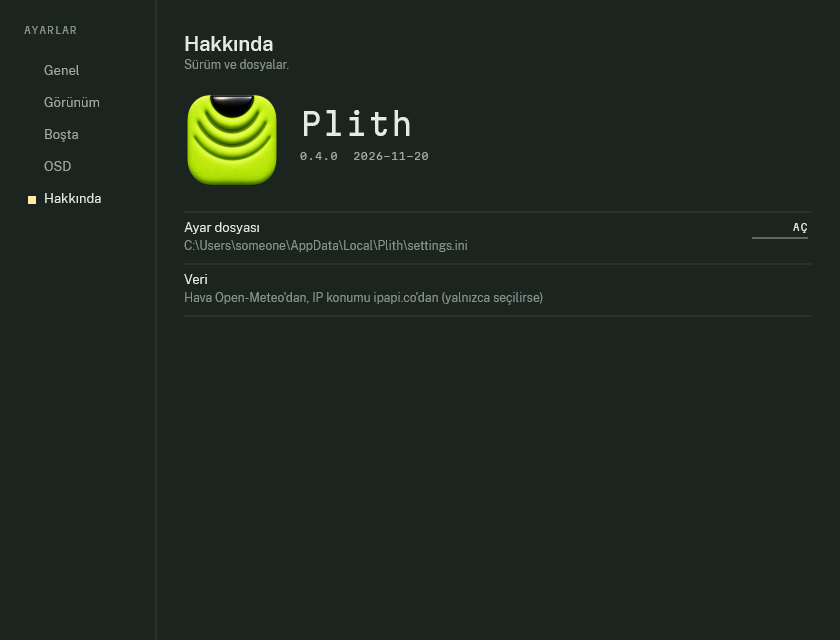 AYARLAR
Genel
Görünüm
Boşta
OSD
Hakkında
Hakkında
Sürüm ve dosyalar.
Plith
0.4.0 2026-11-20
Ayar dosyası
AÇ
C:\Users\someone\AppData\Local\Plith\settings.ini
Veri
Hava Open-Meteo'dan, IP konumu ipapi.co'dan (yalnızca seçilirse)